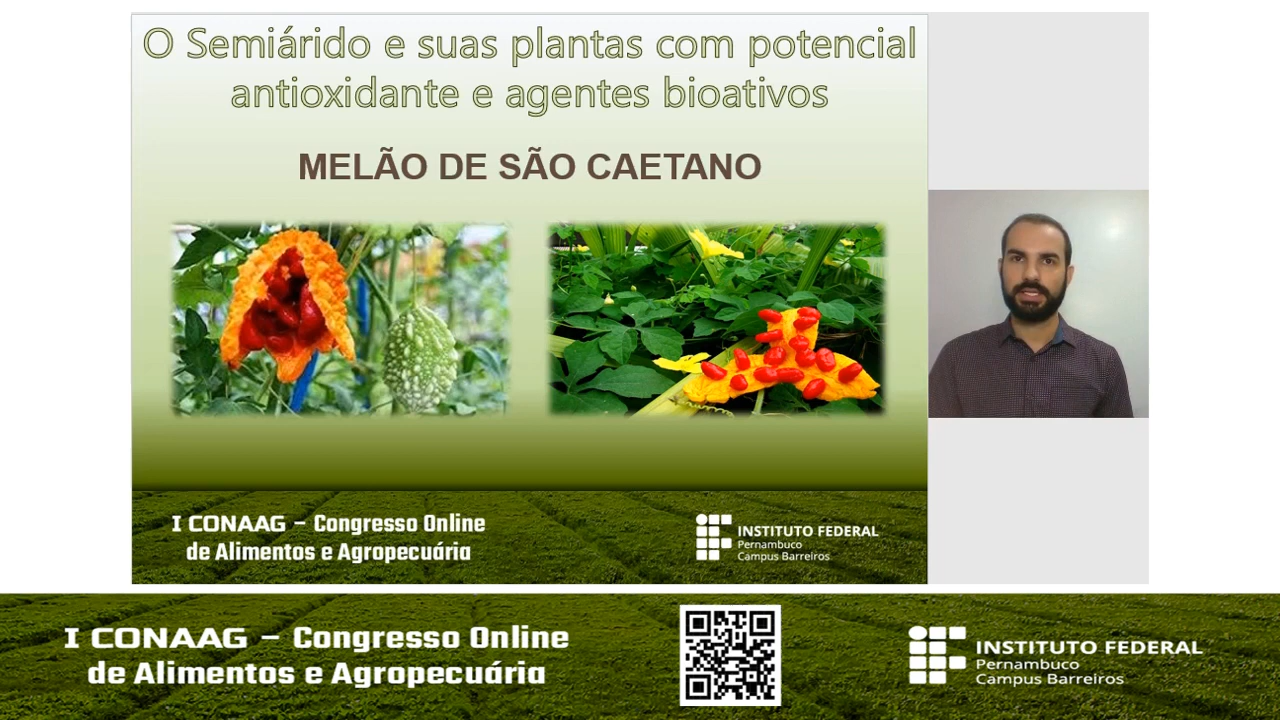 O Semiárido e suas plantas com potencial
antioxidante e agentes bioativos
MELÃO DE SÃO CAETANO
I CONAAG – Congresso Online
de Alimentos e Agropecuária
INSTITUTO FEDERAL
Pernambuco
Campus Barreiros
I CONAAG – Congresso Online
de Alimentos e Agropecuária
INSTITUTO FEDERAL
Pernambuco
Campus Barreiros